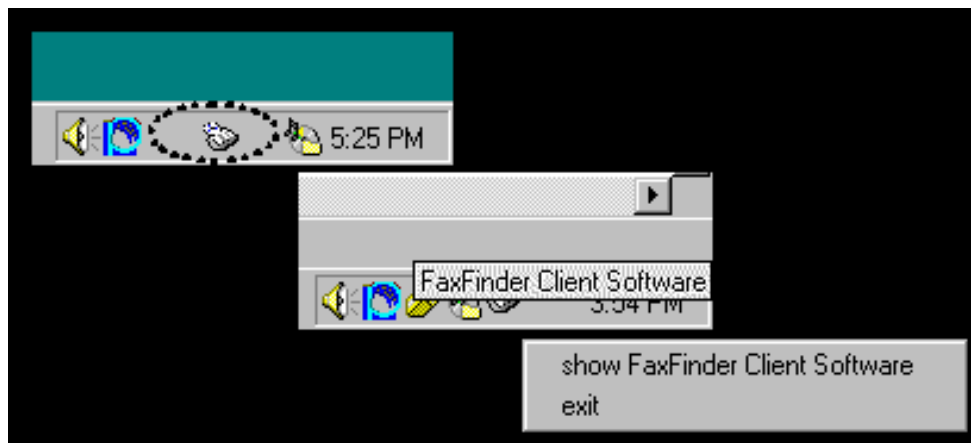 5:25 PM
FaxFinder Client Software
3:54 PM
show FaxFinder Client Software
exit